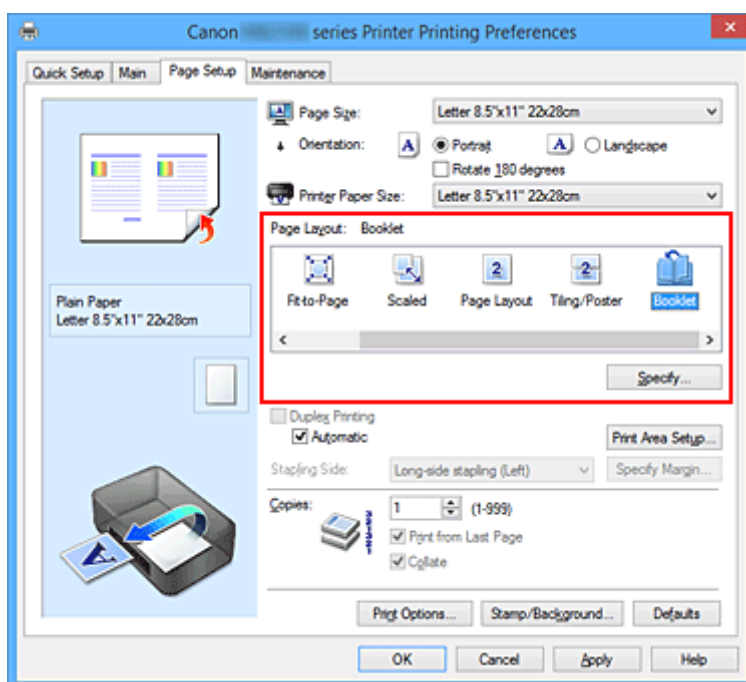 Canon series Printer Printing Preferences
Quick Setup Main Page Setup Maintenance
Page Size: Letter 8.5"x11" 22x28cm
Orientation: A Portrait A Landscape
Rotate 180 degrees
Printer Paper Size: Letter 8.5"x11" 22x28cm
Page Layout: Booklet
2 2
Fit-to-Page Scaled Page Layout Tiling/Poster Booklet
Plain Paper
Letter 8.5"x11" 22x28cm
Specify...
Duplex Printing
Automatic Print Area Setup...
Stapling Side: Long-side stapling (Left) Specify Margin...
Copies: 1 (1-999)
Print from Last Page
Collate
A
Print Options... Stamp/Background... Defaults
OK Cancel Apply Help